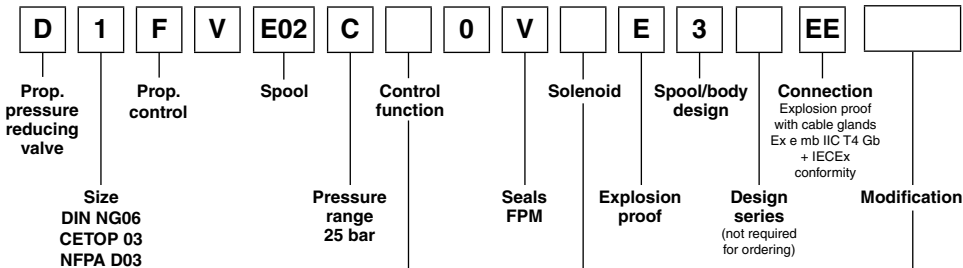 D 1 F V E02 C 0 V E 3 EE
Prop.
pressure
reducing
valve
Prop.
control
Spool
Control
function
Solenoid
Spool/body
design
Connection
Explosion proof
with cable glands
Ex e mb IIC T4 Gb
+ IECEx
conformity
Size
DIN NG06
CETOP 03
NFPA D03
Pressure
range
25 bar
Seals
FPM
Explosion
proof
Design
series
(not required
for ordering)
Modification